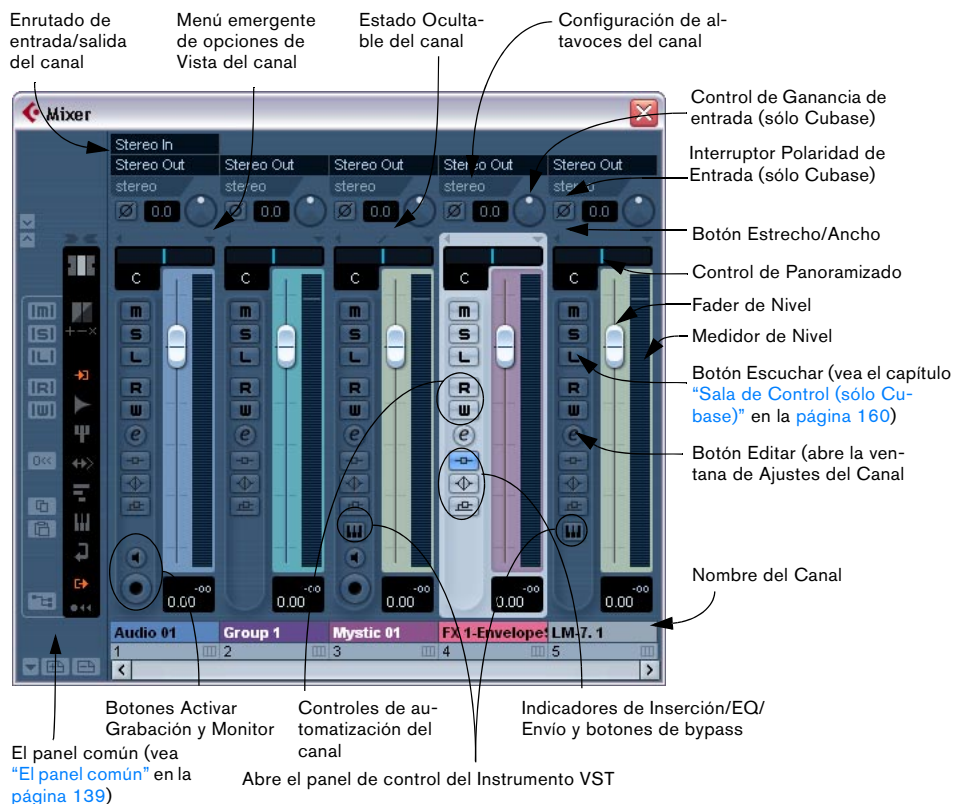 Enrutado de
entrada/salida
del canal
Menú emergente
de opciones de
Vista del canal
Estado Oculta-
ble del canal
Configuración de al-
tavoces del canal
Control de Ganancia de
entrada (sólo Cubase)
Interruptor Polaridad de
Entrada (sólo Cubase)
Botón Estrecho/Ancho
Control de Panoramizado
Fader de Nivel
Medidor de Nivel
Botón Escuchar (vea el capítulo
"Sala de Control (sólo Cu-
base)" en la página 160)
Botón Editar (abre la ven-
tana de Ajustes del Canal
Nombre del Canal
Mixer
Stereo In
Stereo Out Stereo Out Stereo Out Stereo Out Stereo Out
stereo stereo stereo stereo stereo
0.0 0.0 0.0 0.0 0.0
C C C C C
[m] m m m m m
[S] S S S S S
[L] L L L L L
[R] R R R R R
[w] w w w w w
e e e e e
0<<
-oo -oo -oo -oo -oo
0.00 0.00 0.00 0.00 0.00
Audio 01 Group 1 Mystic 01 FX 1-EnvelopeS LM-7. 1
1 2 3 4 5
Botones Activar
Grabación y Monitor
Controles de au-
tomatización del
canal
Indicadores de Inserción/EQ/
Envío y botones de bypass
El panel común (vea
"El panel común" en la
página 139)
Abre el panel de control del Instrumento VST